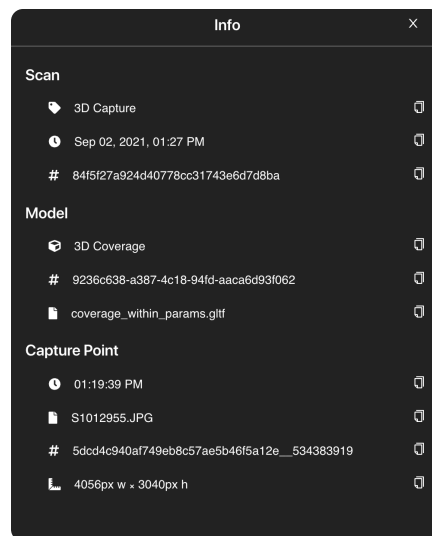 Info
Scan
3D Capture
Sep 02, 2021, 01:27 PM
# 84f5f27a924d40778cc31743e6d7d8ba
Model
3D Coverage
# 9236c638-a387-4c18-94fd-aaca6d93f062
coverage_within_params.gltf
Capture Point
01:19:39 PM
S1012955.JPG
# 5dcd4c940af749eb8c57ae5b46f5a12e__534383919
4056px w × 3040px h